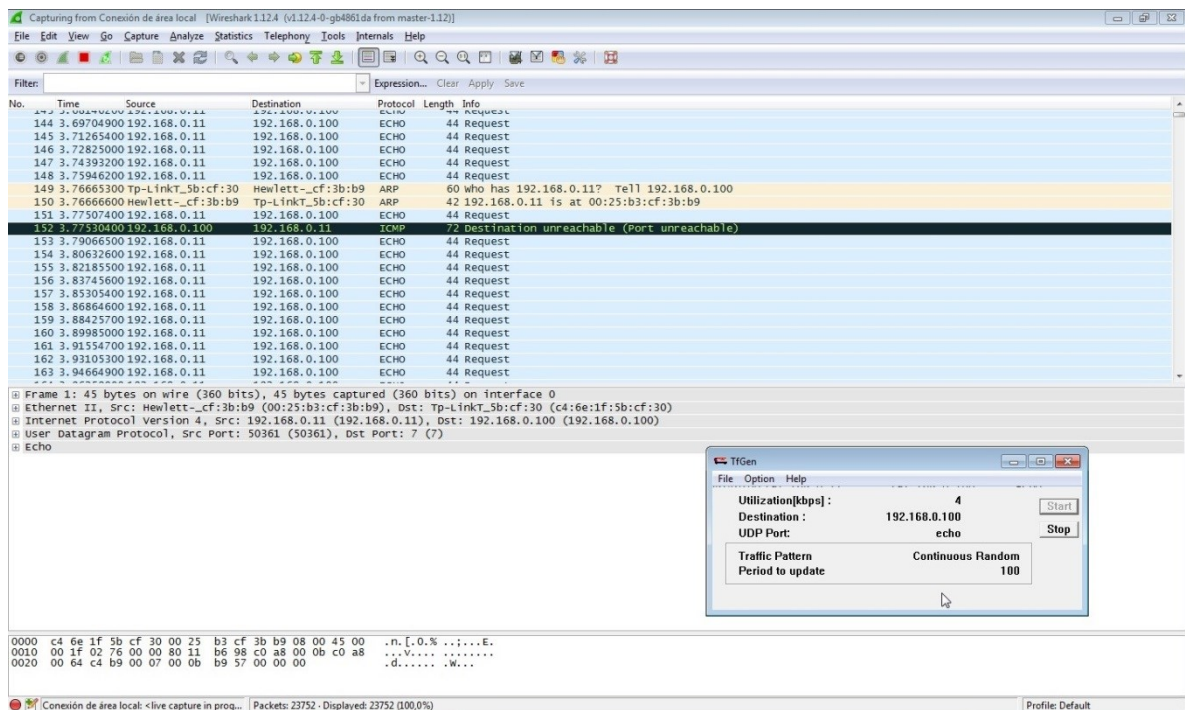 Capturing from Conexión de área local [Wireshark 1.12.4 (v1.12.4-0-gb4861da from master-1.12)]
File Edit View Go Capture Analyze Statistics Telephony Tools Internals Help
Filter: Expression... Clear Apply Save
No. Time Source Destination Protocol Length Info
144 3.69704900 192.168.0.11 192.168.0.100 ECHO 44 Request
145 3.71265400 192.168.0.11 192.168.0.100 ECHO 44 Request
146 3.72825000 192.168.0.11 192.168.0.100 ECHO 44 Request
147 3.74393200 192.168.0.11 192.168.0.100 ECHO 44 Request
148 3.75946200 192.168.0.11 192.168.0.100 ECHO 44 Request
149 3.76665300 Tp-LinkT_5b:cf:30 Hewlett-_cf:3b:b9 ARP 60 Who has 192.168.0.11? Tell 192.168.0.100
150 3.76666600 Hewlett-_cf:3b:b9 Tp-LinkT_5b:cf:30 ARP 42 192.168.0.11 is at 00:25:b3:cf:3b:b9
151 3.77507400 192.168.0.11 192.168.0.100 ECHO 44 Request
152 3.77530400 192.168.0.100 192.168.0.11 ICMP 72 Destination unreachable (Port unreachable)
153 3.79066500 192.168.0.11 192.168.0.100 ECHO 44 Request
154 3.80632600 192.168.0.11 192.168.0.100 ECHO 44 Request
155 3.82185500 192.168.0.11 192.168.0.100 ECHO 44 Request
156 3.83745600 192.168.0.11 192.168.0.100 ECHO 44 Request
157 3.85305400 192.168.0.11 192.168.0.100 ECHO 44 Request
158 3.86864600 192.168.0.11 192.168.0.100 ECHO 44 Request
159 3.88425700 192.168.0.11 192.168.0.100 ECHO 44 Request
160 3.89985000 192.168.0.11 192.168.0.100 ECHO 44 Request
161 3.91554700 192.168.0.11 192.168.0.100 ECHO 44 Request
162 3.93105300 192.168.0.11 192.168.0.100 ECHO 44 Request
163 3.94664900 192.168.0.11 192.168.0.100 ECHO 44 Request
Frame 1: 45 bytes on wire (360 bits), 45 bytes captured (360 bits) on interface 0
Ethernet II, Src: Hewlett-_cf:3b:b9 (00:25:b3:cf:3b:b9), Dst: Tp-LinkT_5b:cf:30 (c4:6e:1f:5b:cf:30)
Internet Protocol Version 4, Src: 192.168.0.11 (192.168.0.11), Dst: 192.168.0.100 (192.168.0.100)
User Datagram Protocol, Src Port: 50361 (50361), Dst Port: 7 (7)
Echo
TfGen
File Option Help
Utilization[kbps] : 4
Start
Destination : 192.168.0.100
UDP Port: echo
Stop
Traffic Pattern Continuous Random
Period to update 100
0000 c4 6e 1f 5b cf 30 00 25 b3 cf 3b b9 08 00 45 00 .n.[.0.% ..;...E.
0010 00 1f 02 76 00 00 80 11 b6 98 c0 a8 00 0b c0 a8 ...v.... ........
0020 00 64 c4 b9 00 07 00 0b b9 57 00 00 00 .d...... .W...
Conexión de área local: <live capture in prog... Packets: 23752 · Displayed: 23752 (100,0%) Profile: Default